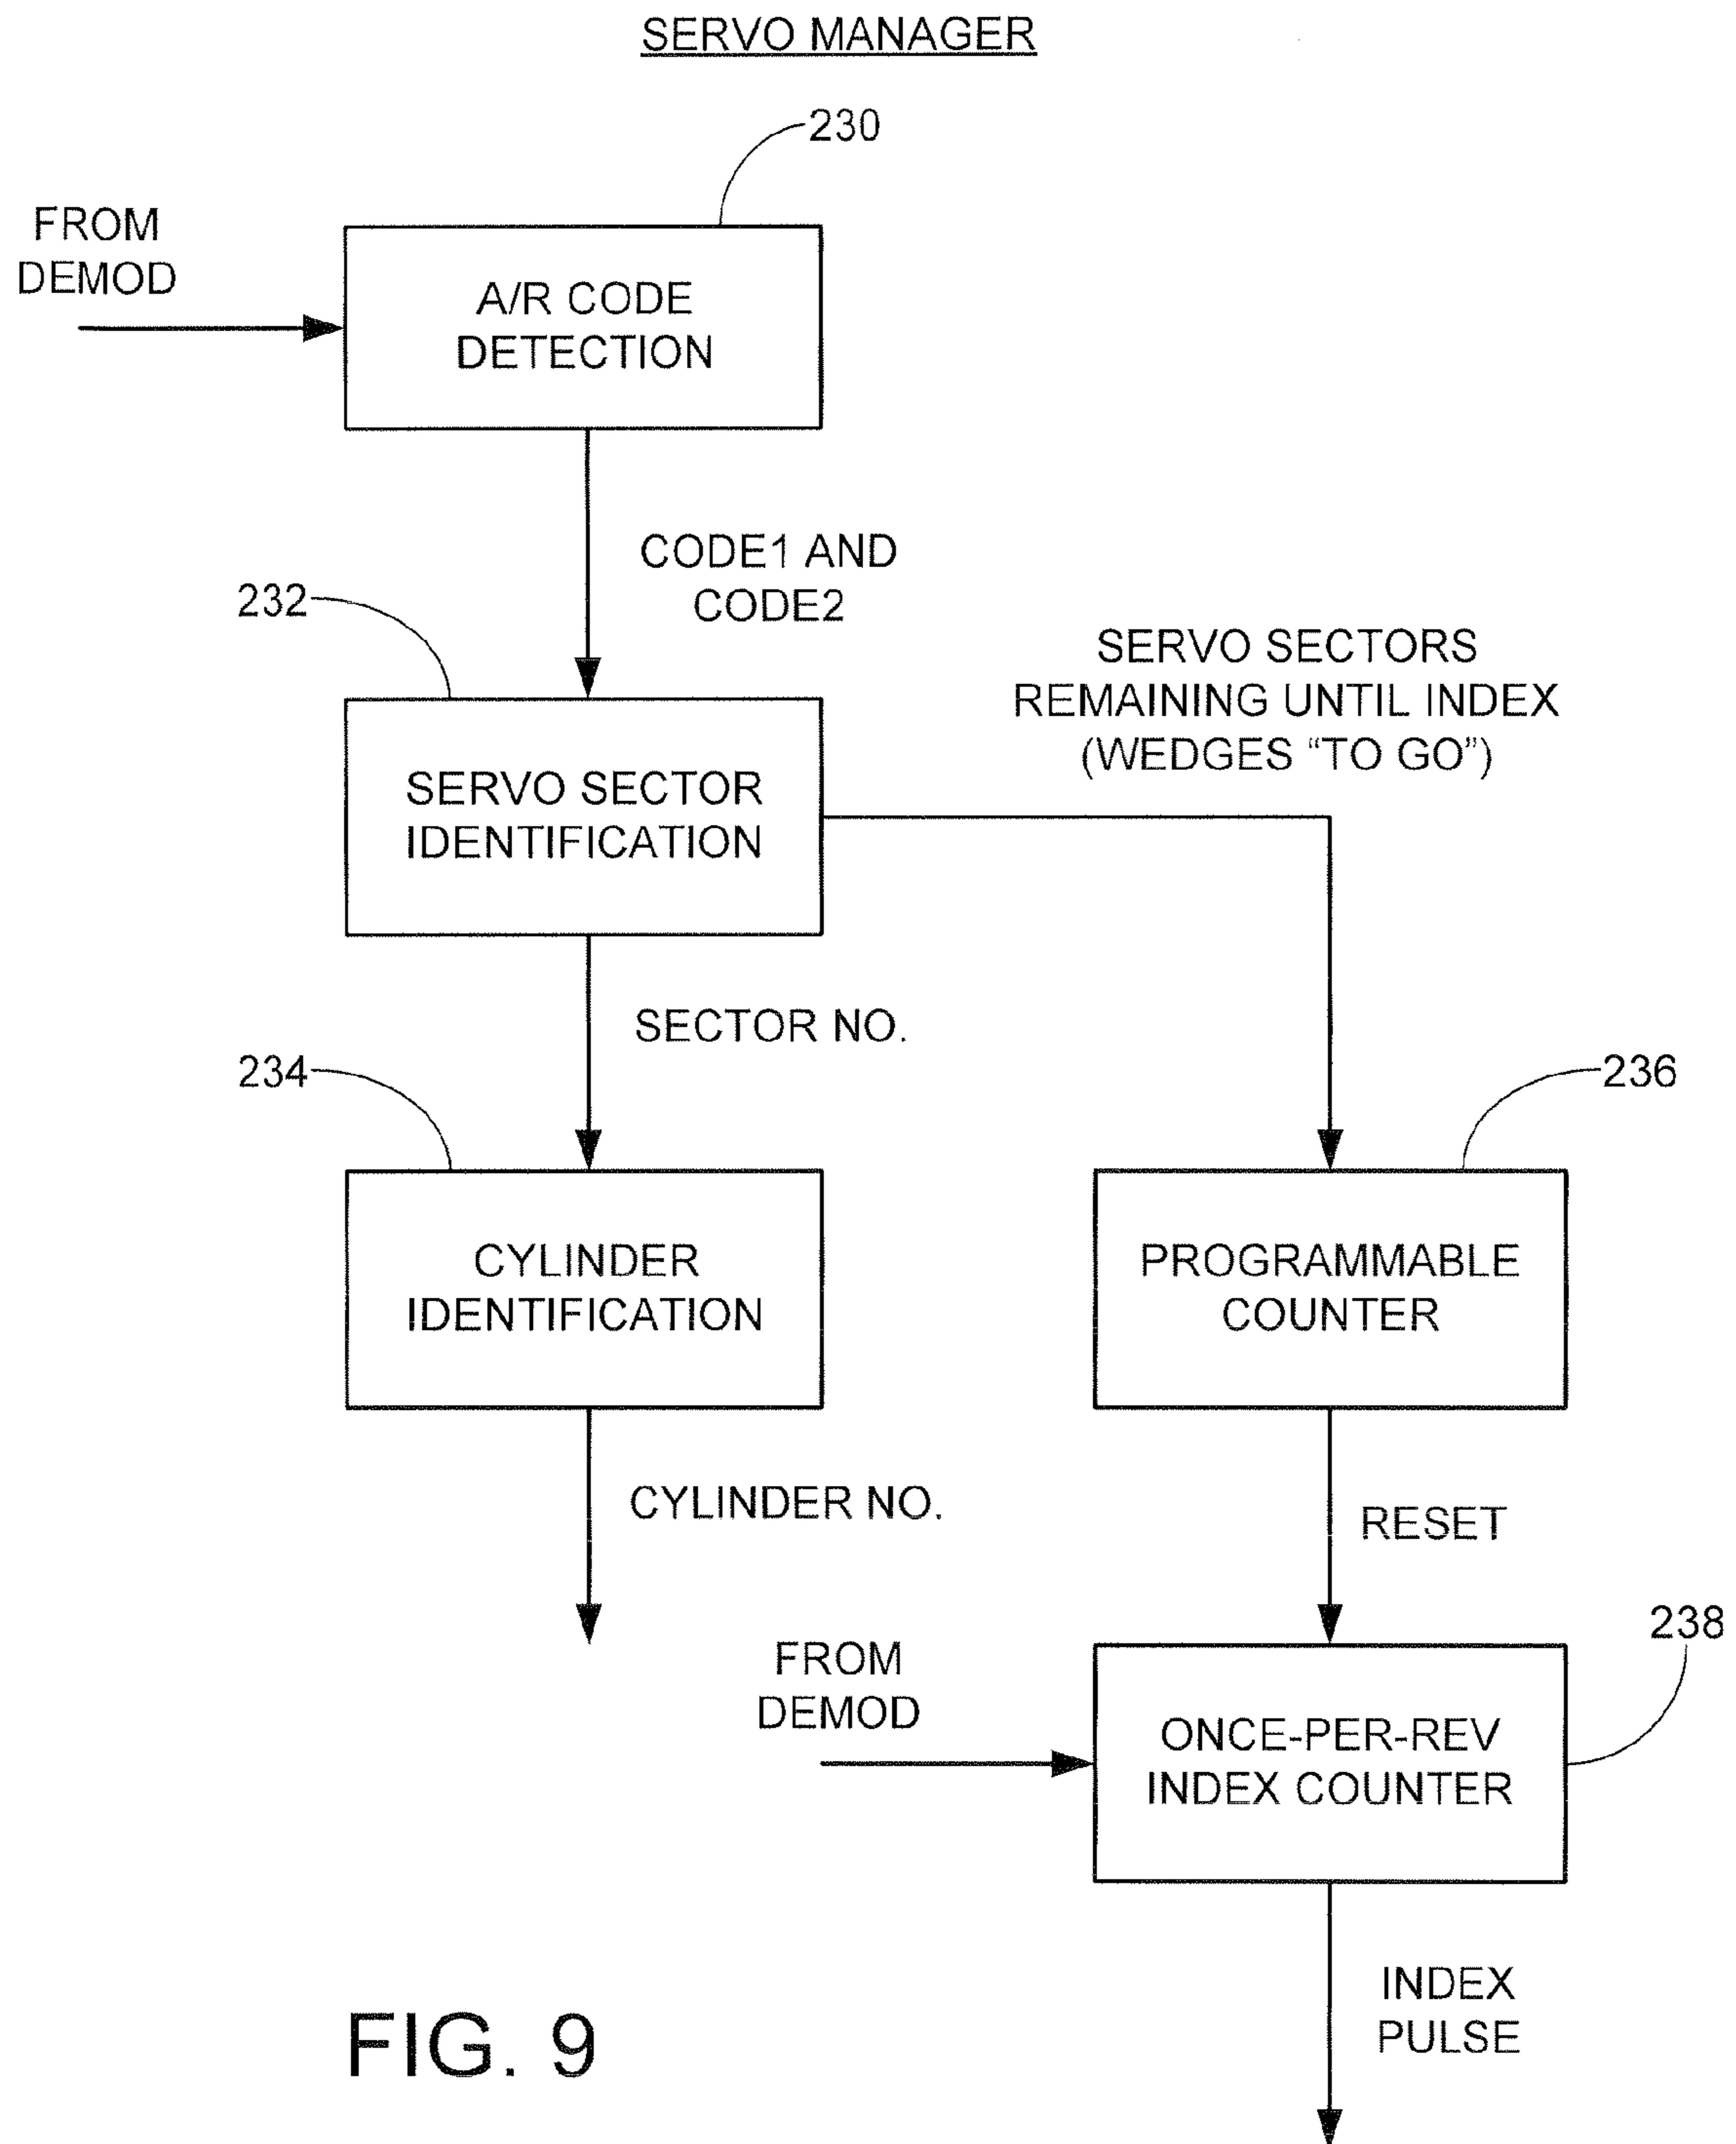 SERVO MANAGER
230
FROM
DEMOD
A/R CODE
DETECTION
CODE1 AND
CODE2
232
SERVO SECTORS
REMAINING UNTIL INDEX
(WEDGES “TO GO”)
SERVO SECTOR
IDENTIFICATION
SECTOR NO.
234
236
CYLINDER
IDENTIFICATION
PROGRAMMABLE
COUNTER
CYLINDER NO.
RESET
238
FROM
DEMOD
ONCE-PER-REV
INDEX COUNTER
INDEX
PULSE
FIG. 9